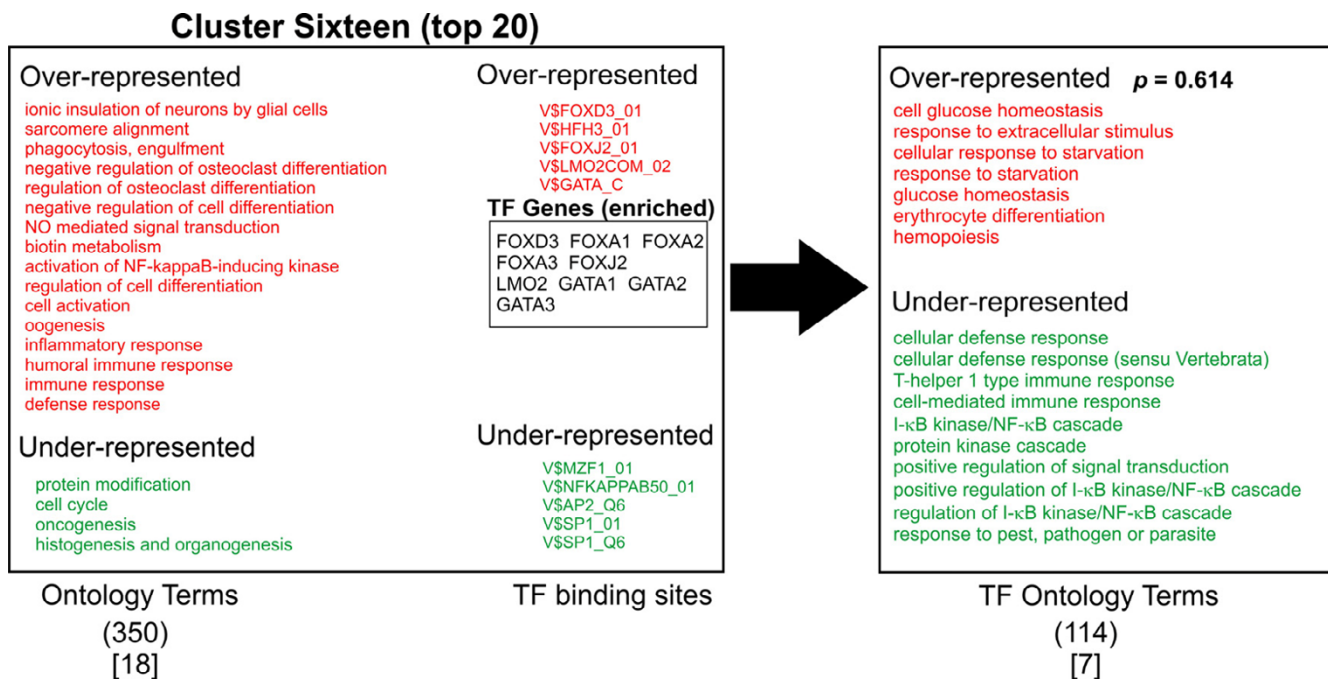 Cluster Sixteen (top 20)
Over-represented
ionic insulation of neurons by glial cells
sarcomere alignment
phagocytosis, engulfment
negative regulation of osteoclast differentiation
regulation of osteoclast differentiation
negative regulation of cell differentiation
NO mediated signal transduction
biotin metabolism
activation of NF-kappaB-inducing kinase
regulation of cell differentiation
cell activation
oogenesis
inflammatory response
humoral immune response
immune response
defense response
Under-represented
protein modification
cell cycle
oncogenesis
histogenesis and organogenesis
Over-represented
V$FOXD3_01
V$HFH3_01
V$FOXJ2_01
V$LMO2COM_02
V$GATA_C
TF Genes (enriched)
FOXD3 FOXA1 FOXA2
FOXA3 FOXJ2
LMO2 GATA1 GATA2
GATA3
Under-represented
V$MZF1_01
V$NFKAPPAB50_01
V$AP2_Q6
V$SP1_01
V$SP1_Q6
Over-represented p = 0.614
cell glucose homeostasis
response to extracellular stimulus
cellular response to starvation
response to starvation
glucose homeostasis
erythrocyte differentiation
hemopoiesis
Under-represented
cellular defense response
cellular defense response (sensu Vertebrata)
T-helper 1 type immune response
cell-mediated immune response
I-κB kinase/NF-κB cascade
protein kinase cascade
positive regulation of signal transduction
positive regulation of I-κB kinase/NF-κB cascade
regulation of I-κB kinase/NF-κB cascade
response to pest, pathogen or parasite
Ontology Terms
(350)
[18]
TF binding sites
TF Ontology Terms
(114)
[7]